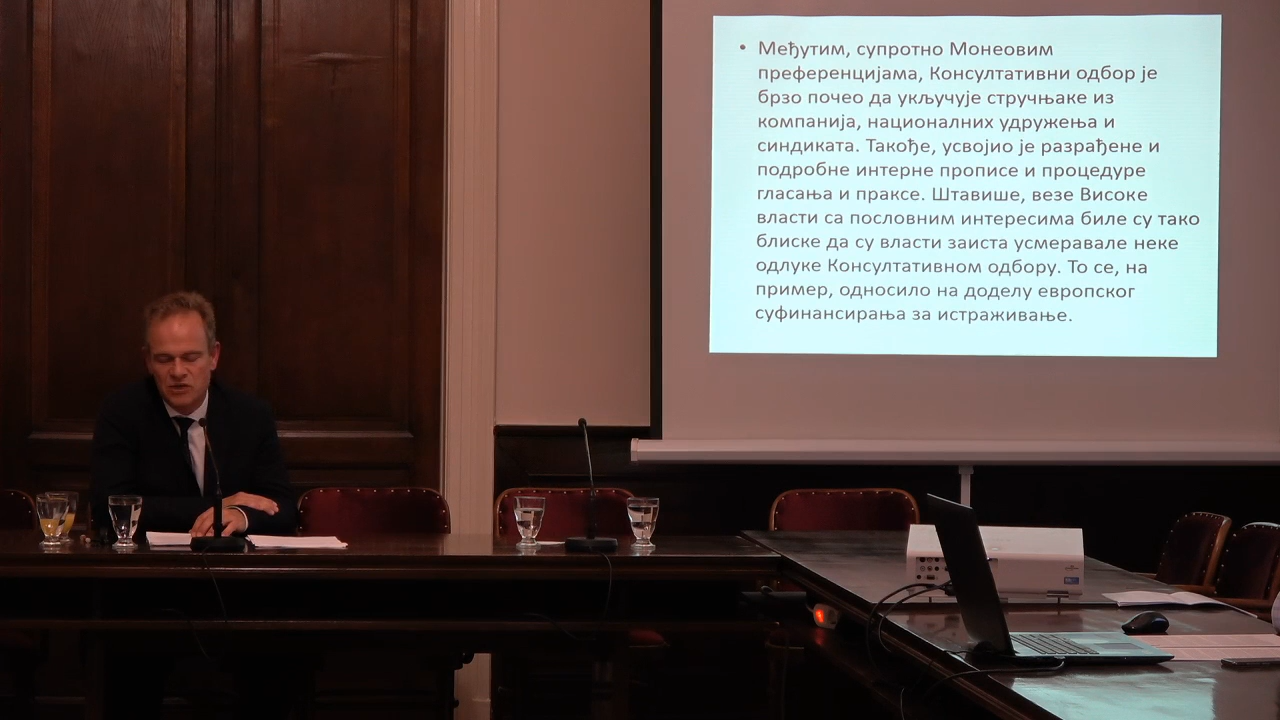 • Међутим, супротно Монеовим
преференцијама, Консултативни одбор је
брзо почео да укључује стручњаке из
компанија, националних удружења и
синдиката. Такође, усвојио је разрађене и
подробне интерне прописе и процедуре
гласања и праксе. Штавише, везе Високе
власти са пословним интересима биле су тако
блиске да су власти заиста усмеравале неке
одлуке Консултативном одбору. То се, на
пример, односило на доделу европског
суфинансирања за истраживање.